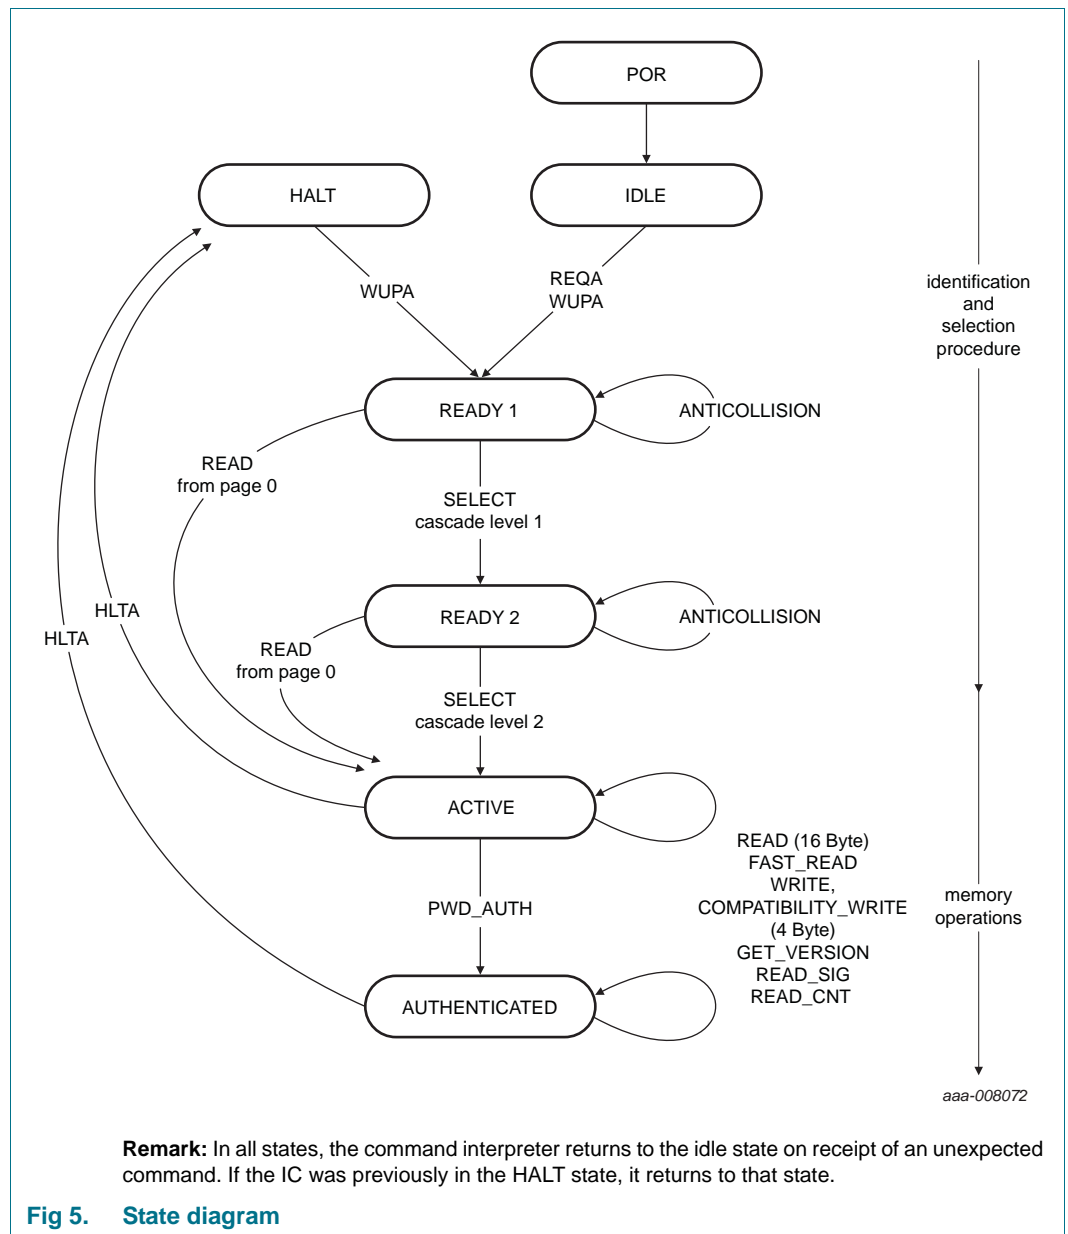 POR
HALT
IDLE
WUPA
REQA
WUPA
identification
and
selection
procedure
READY 1
ANTICOLLISION
READ
from page 0
SELECT
cascade level 1
HLTA
HLTA
READY 2
ANTICOLLISION
READ
from page 0
SELECT
cascade level 2
ACTIVE
READ (16 Byte)
FAST_READ
WRITE,
COMPATIBILITY_WRITE
(4 Byte)
GET_VERSION
READ_SIG
READ_CNT
memory
operations
PWD_AUTH
AUTHENTICATED
aaa-008072
Remark: In all states, the command interpreter returns to the idle state on receipt of an unexpected
command. If the IC was previously in the HALT state, it returns to that state.
Fig 5. State diagram